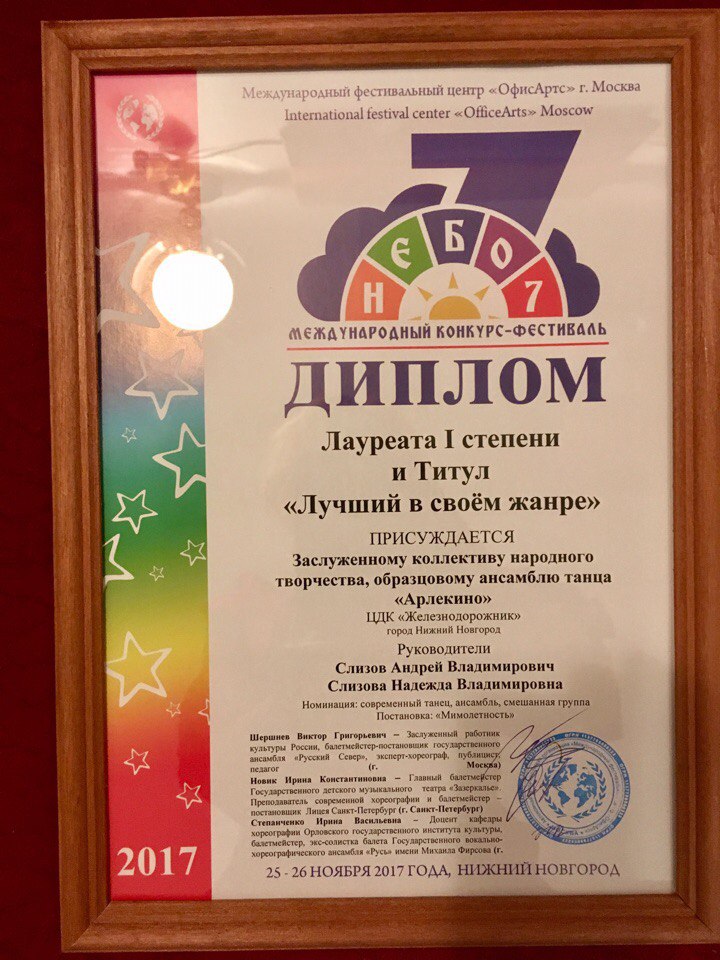 Международный фестивальный центр «ОфисАртс» г. Москва
International festival center «OfficeArts» Moscow
7
НЕБО 7
МЕЖДУНАРОДНЫЙ КОНКУРС-ФЕСТИВАЛЬ
ДИПЛОМ
Лауреата I степени
и Титул
«Лучший в своём жанре»
ПРИСУЖДАЕТСЯ
Заслуженному коллективу народного
творчества, образцовому ансамблю танца
«Арлекино»
ЦДК «Железнодорожник»
город Нижний Новгород
Руководители
Слизов Андрей Владимирович
Слизова Надежда Владимировна
Номинация: современный танец, ансамбль, смешанная группа
Постановка: «Мимолетность»
Шершнев Виктор Григорьевич – Заслуженный работник
культуры России, балетмейстер-постановщик государственного
ансамбля «Русский Север», эксперт-хореограф, публицист,
педагог (г. Москва)
Новик Ирина Константиновна – Главный балетмейстер
Государственного детского музыкального театра «Зазеркалье».
Преподаватель современной хореографии и балетмейстер –
постановщик Лицея Санкт-Петербург (г. Санкт-Петербург)
Степанченко Ирина Васильевна – Доцент кафедры
хореографии Орловского государственного института культуры,
балетмейстер, экс-солистка балета Государственного вокально-
хореографического ансамбля «Русь» имени Михаила Фирсова (г.
2017
25 - 26 НОЯБРЯ 2017 ГОДА, НИЖНИЙ НОВГОРОД